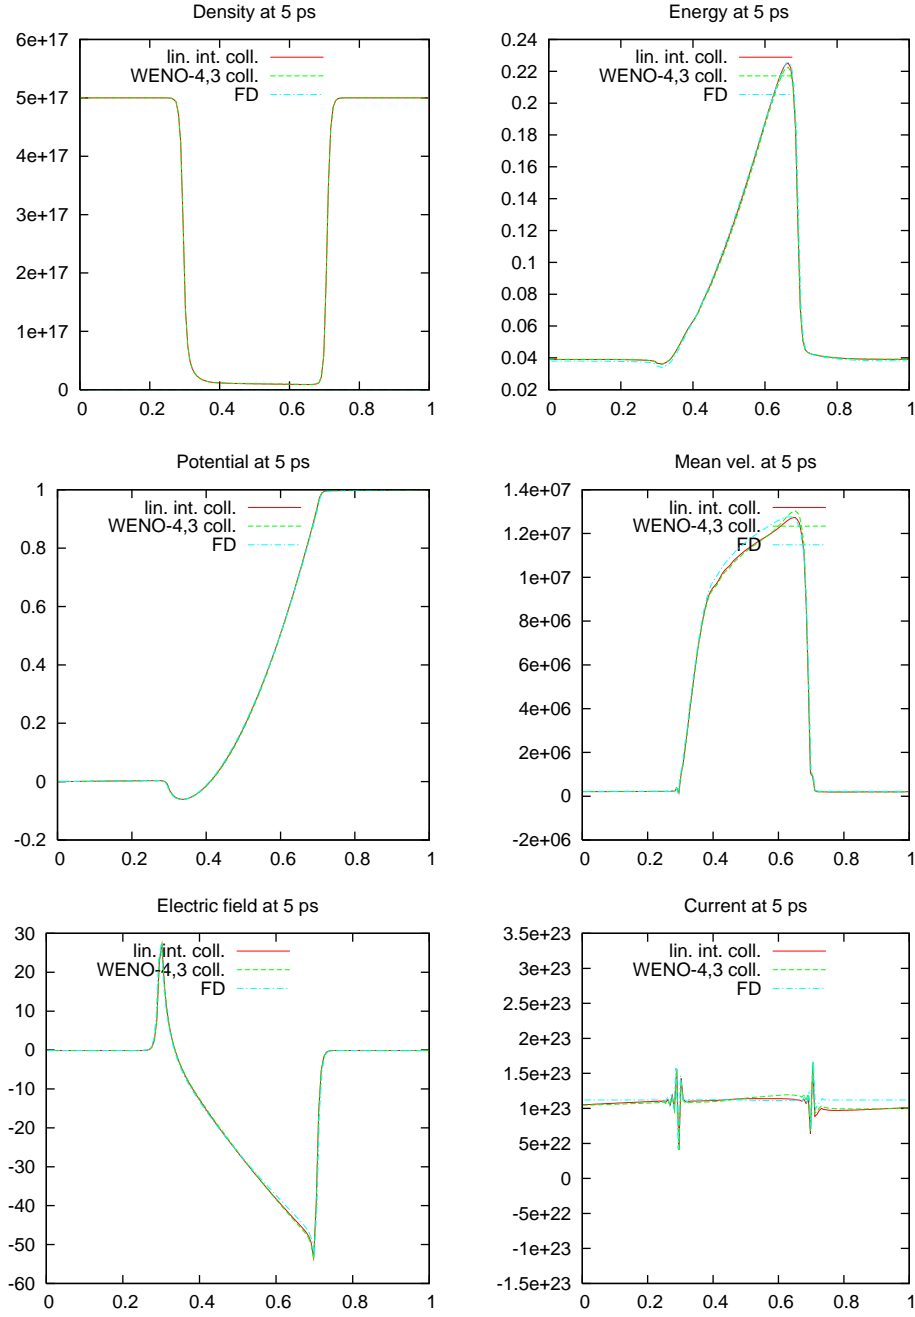 Density at 5 ps
6e+17
5e+17
4e+17
3e+17
2e+17
1e+17
0
lin. int. coll.
WENO-4,3 coll.
FD
0 0.2 0.4 0.6 0.8 1
Energy at 5 ps
0.24
0.22
0.2
0.18
0.16
0.14
0.12
0.1
0.08
0.06
0.04
0.02
lin. int. coll.
WENO-4,3 coll.
FD
0 0.2 0.4 0.6 0.8 1
Potential at 5 ps
1
0.8
0.6
0.4
0.2
0
-0.2
lin. int. coll.
WENO-4,3 coll.
FD
0 0.2 0.4 0.6 0.8 1
Mean vel. at 5 ps
1.4e+07
1.2e+07
1e+07
8e+06
6e+06
4e+06
2e+06
0
-2e+06
lin. int. coll.
WENO-4,3 coll.
FD
0 0.2 0.4 0.6 0.8 1
Electric field at 5 ps
30
20
10
0
-10
-20
-30
-40
-50
-60
lin. int. coll.
WENO-4,3 coll.
FD
0 0.2 0.4 0.6 0.8 1
Current at 5 ps
3.5e+23
3e+23
2.5e+23
2e+23
1.5e+23
1e+23
5e+22
0
-5e+22
-1e+23
-1.5e+23
lin. int. coll.
WENO-4,3 coll.
FD
0 0.2 0.4 0.6 0.8 1